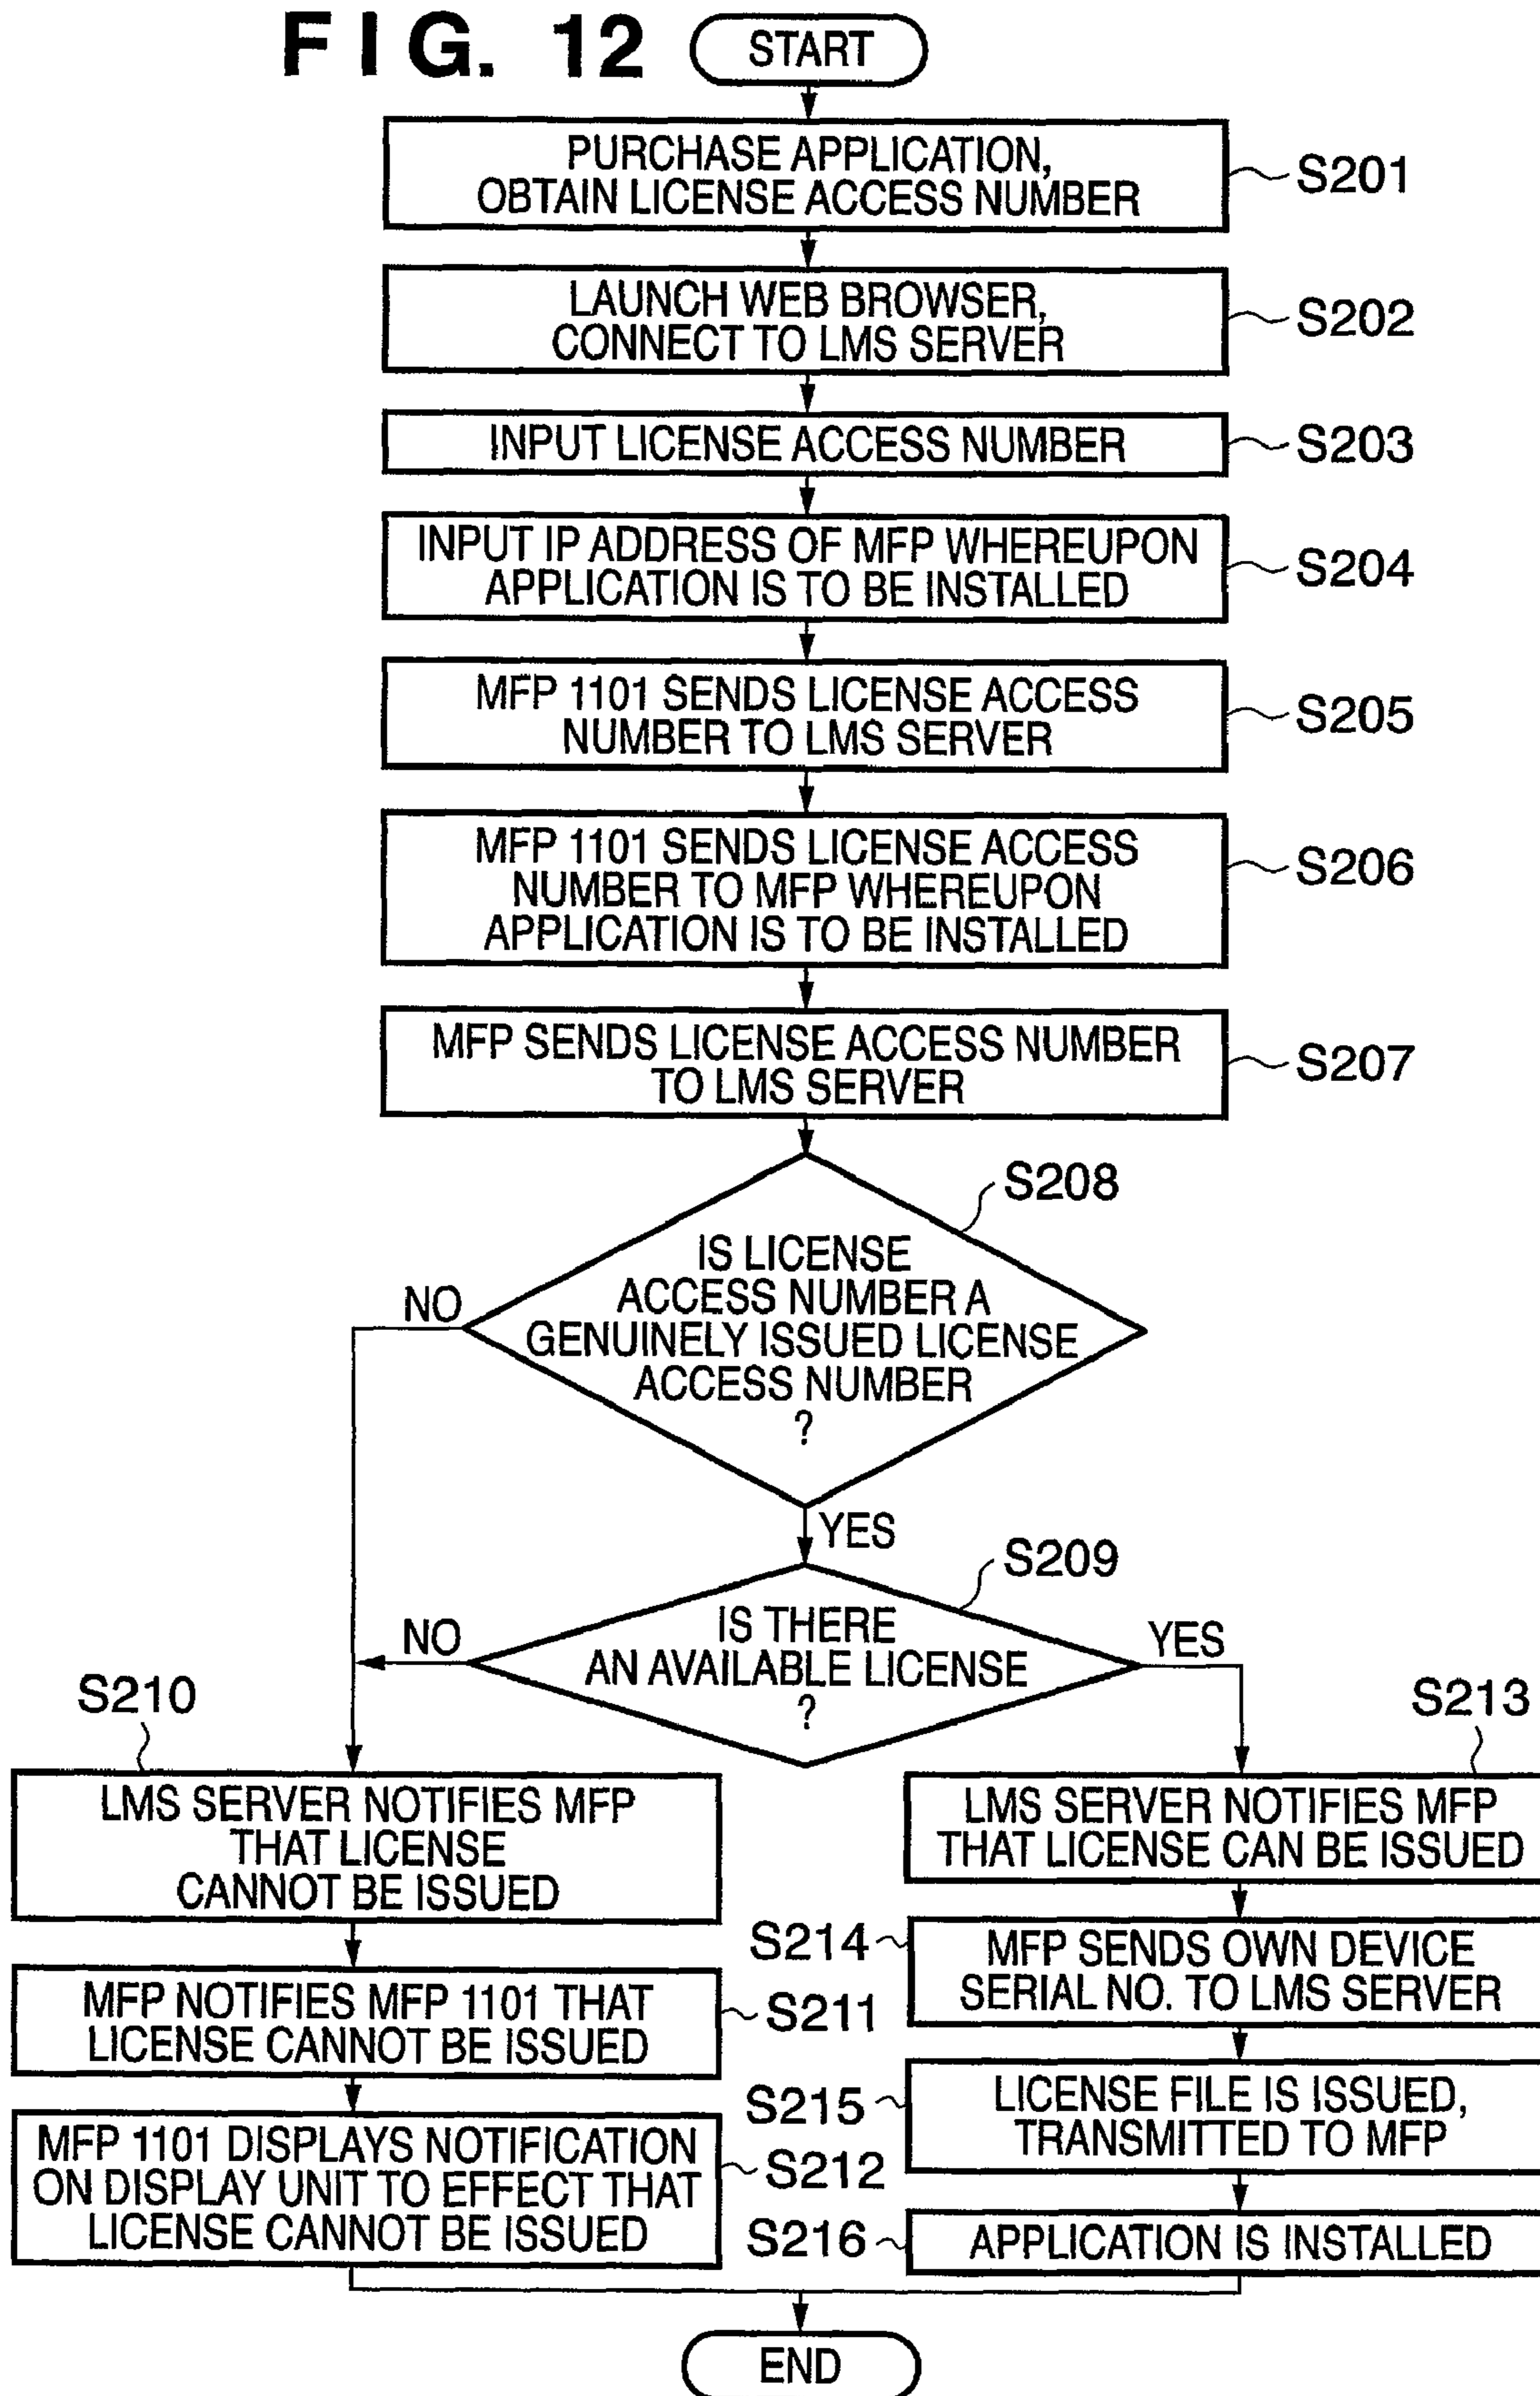 FIG. 12
START
PURCHASE APPLICATION,
OBTAIN LICENSE ACCESS NUMBER
S201
LAUNCH WEB BROWSER,
CONNECT TO LMS SERVER
S202
INPUT LICENSE ACCESS NUMBER
S203
INPUT IP ADDRESS OF MFP WHEREUPON
APPLICATION IS TO BE INSTALLED
S204
MFP 1101 SENDS LICENSE ACCESS
NUMBER TO LMS SERVER
S205
MFP 1101 SENDS LICENSE ACCESS
NUMBER TO MFP WHEREUPON
APPLICATION IS TO BE INSTALLED
S206
MFP SENDS LICENSE ACCESS NUMBER
TO LMS SERVER
S207
S208
IS LICENSE
ACCESS NUMBER A
GENUINELY ISSUED LICENSE
ACCESS NUMBER
?
NO
YES
S209
IS THERE
AN AVAILABLE LICENSE
?
NO
YES
S210
LMS SERVER NOTIFIES MFP
THAT LICENSE
CANNOT BE ISSUED
MFP NOTIFIES MFP 1101 THAT
LICENSE CANNOT BE ISSUED
S211
MFP 1101 DISPLAYS NOTIFICATION
ON DISPLAY UNIT TO EFFECT THAT
LICENSE CANNOT BE ISSUED
S212
S213
LMS SERVER NOTIFIES MFP
THAT LICENSE CAN BE ISSUED
S214
MFP SENDS OWN DEVICE
SERIAL NO. TO LMS SERVER
S215
LICENSE FILE IS ISSUED,
TRANSMITTED TO MFP
S216
APPLICATION IS INSTALLED
END